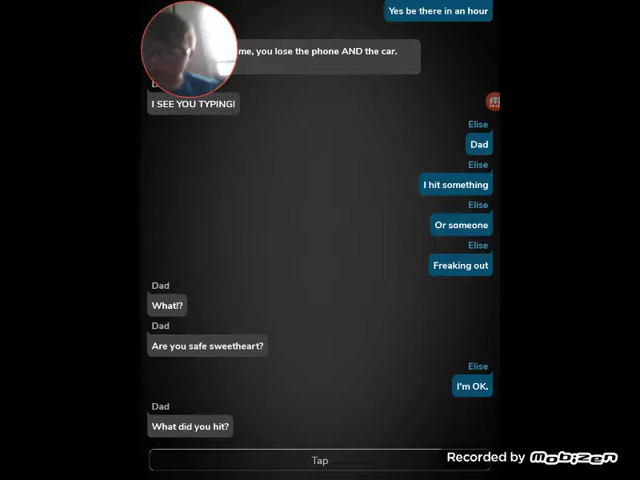 Yes be there in an hour
me, you lose the phone AND the car.
I SEE YOU TYPING!
Elise
Dad
Elise
I hit something
Elise
Or someone
Elise
Freaking out
Dad
What!?
Dad
Are you safe sweetheart?
Elise
I'm OK.
Dad
What did you hit?
Tap
Recorded by Mobizen